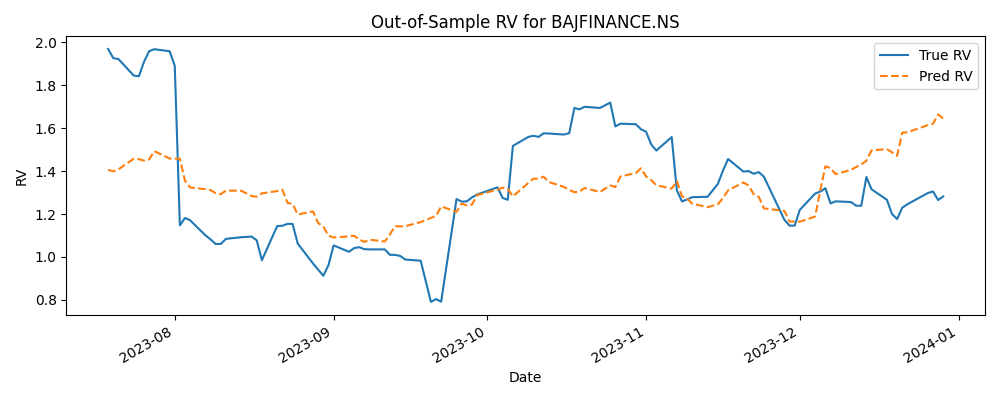 Out-of-Sample RV for BAJFINANCE.NS
True RV
Pred RV
RV
2.0
1.8
1.6
1.4
1.2
1.0
0.8
2023-08
2023-09
2023-10
2023-11
2023-12
2024-01
Date